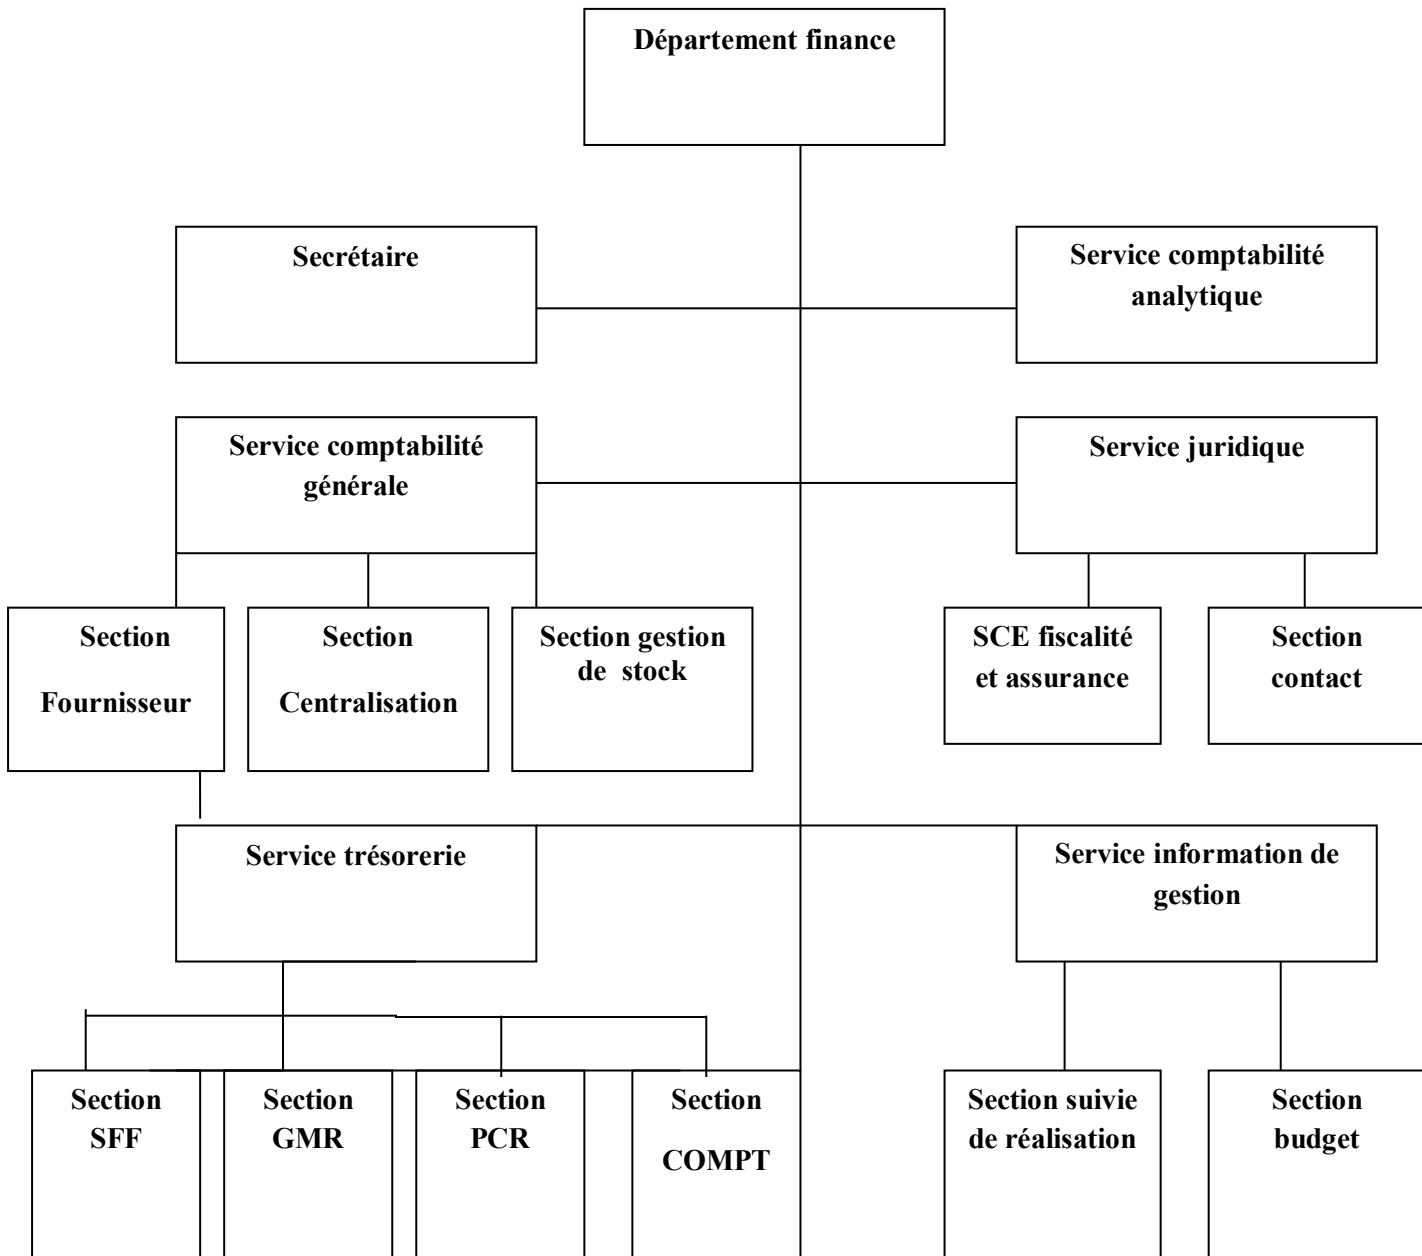 Département finance
Secrétaire
Service comptabilité
analytique
Service comptabilité
générale
Service juridique
Section
Fournisseur
Section
Centralisation
Section gestion
de stock
SCE fiscalité
et assurance
Section
contact
Service trésorerie
Service information de
gestion
Section
SFF
Section
GMR
Section
PCR
Section
COMPT
Section suivie
de réalisation
Section
budget